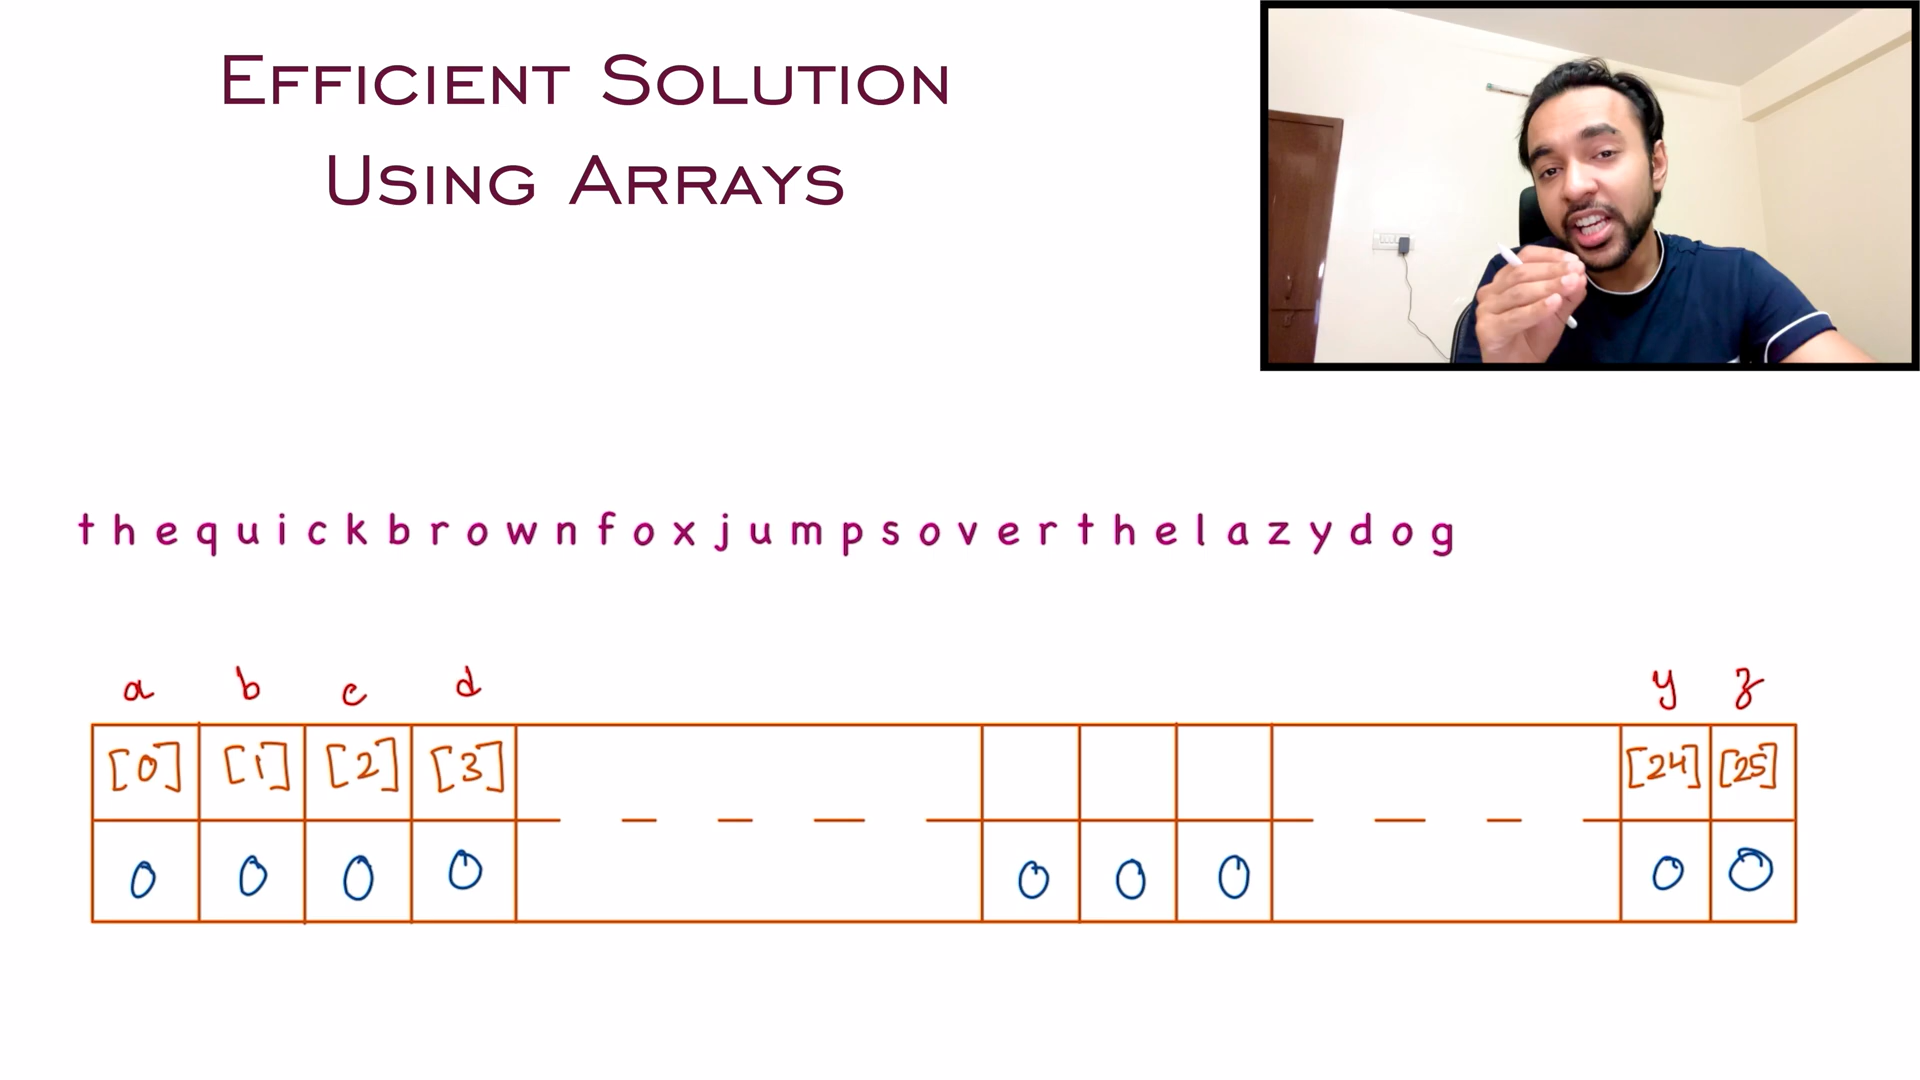 EFFICIENT SOLUTION
USING ARRAYS
t h e q u i c k b r o w n f o x j u m p s o v e r t h e l a z y d o g
a b c d y z
[0] [1] [2] [3] [24] [25]
0 0 0 0 0 0 0 0 0